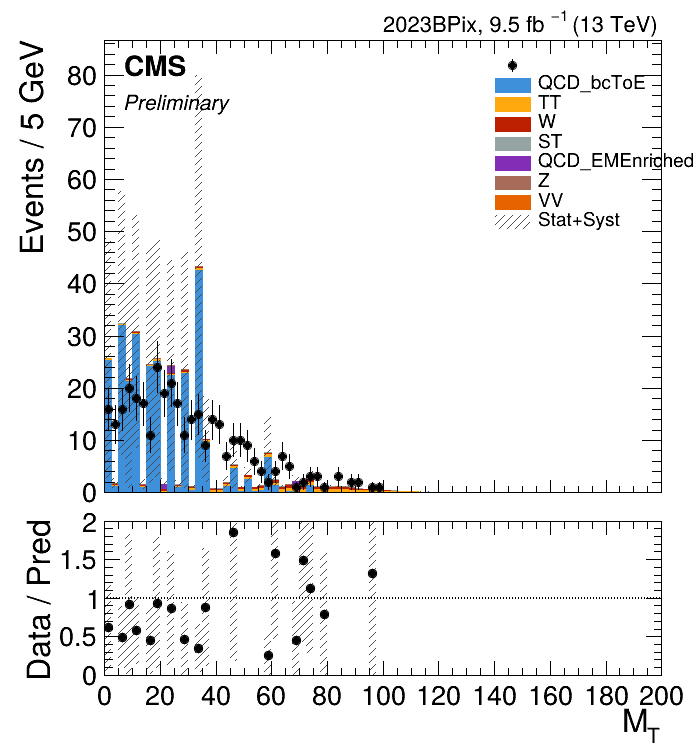 2023BPix, 9.5 fb⁻¹ (13 TeV)
CMS
Preliminary
QCD_bcToE
TT
W
ST
QCD_EMEnriched
Z
VV
Stat+Syst
Events / 5 GeV
80
70
60
50
40
30
20
10
0
Data / Pred
2
1.5
1
0.5
0
0 20 40 60 80 100 120 140 160 180 200
M_T